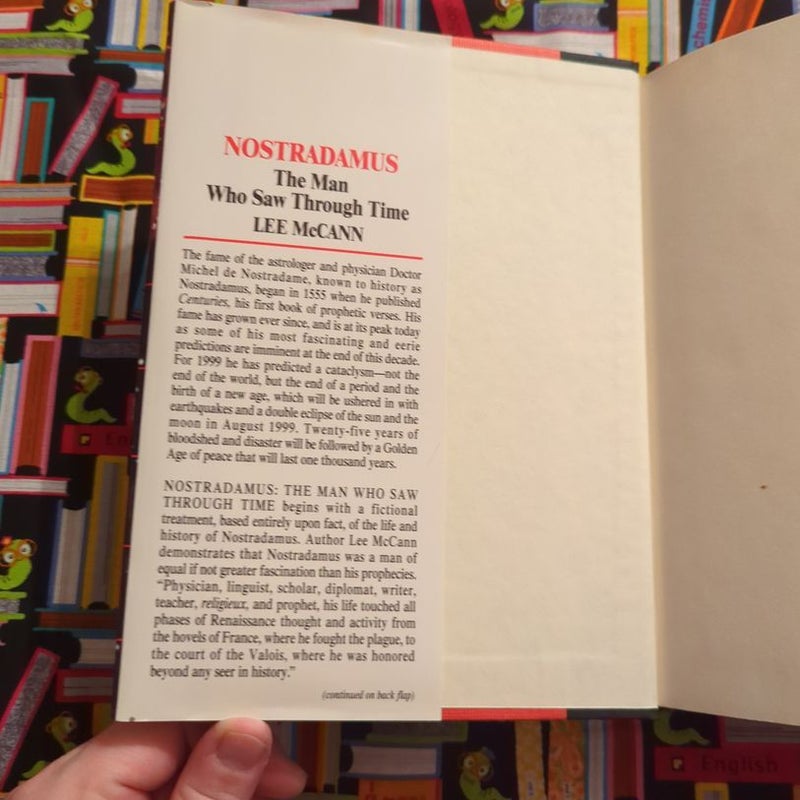 NOSTRADAMUS
The Man
Who Saw Through Time
LEE McCANN
The fame of the astrologer and physician Doctor
Michel de Nostradame, known to history as
Nostradamus, began in 1555 when he published
Centuries, his first book of prophetic verses. His
fame has grown ever since, and is at its peak today
as some of his most fascinating and eerie
predictions are imminent at the end of this decade.
For 1999 he has predicted a cataclysm—not the
end of the world, but the end of a period and the
birth of a new age, which will be ushered in with
earthquakes and a double eclipse of the sun and the
moon in August 1999. Twenty-five years of
bloodshed and disaster will be followed by a Golden
Age of peace that will last one thousand years.
NOSTRADAMUS: THE MAN WHO SAW
THROUGH TIME begins with a fictional
treatment, based entirely upon fact, of the life and
history of Nostradamus. Author Lee McCann
demonstrates that Nostradamus was a man of
equal if not greater fascination than his prophecies.
“Physician, linguist, scholar, diplomat, writer,
teacher, religieux, and prophet, his life touched all
phases of Renaissance thought and activity from
the hovels of France, where he fought the plague, to
the court of the Valois, where he was honored
beyond any seer in history.”
(continued on back flap)
English